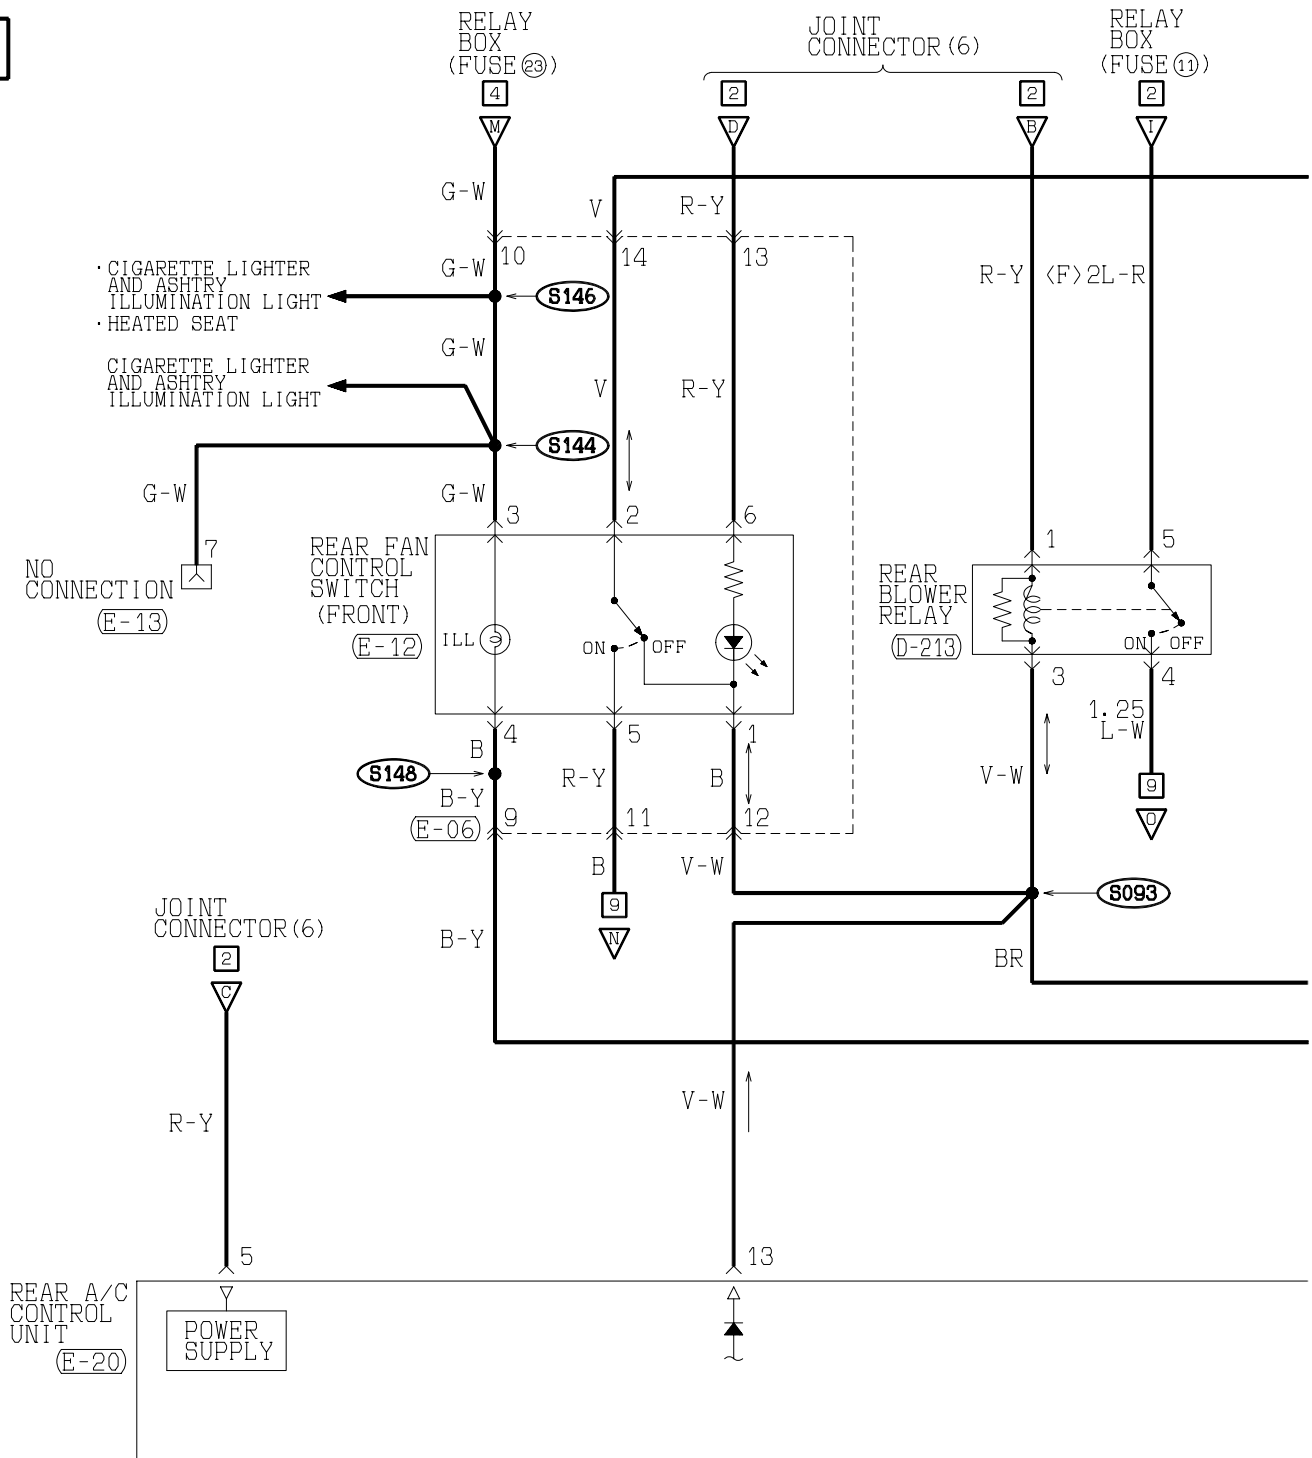 RELAY
BOX
(FUSE 23)
JOINT
CONNECTOR(6)
RELAY
BOX
(FUSE 11)
4
2
2
2
M
D
B
I
G-W
V
R-Y
10
14
13
G-W
R-Y
<F>2L-R
· CIGARETTE LIGHTER
AND ASHTRY
ILLUMINATION LIGHT
· HEATED SEAT
S146
G-W
CIGARETTE LIGHTER
AND ASHTRY
ILLUMINATION LIGHT
V
R-Y
S144
G-W
G-W
3
2
6
1
5
7
NO
CONNECTION
(E-13)
REAR FAN
CONTROL
SWITCH
(FRONT)
(E-12)
ILL
ON
OFF
REAR
BLOWER
RELAY
(D-213)
ON
OFF
4
5
1
3
4
B
S148
B-Y
R-Y
B
V-W
1.25
L-W
9
O
(E-06)
9
11
12
B
V-W
S093
9
N
JOINT
CONNECTOR(6)
2
C
B-Y
BR
R-Y
V-W
5
13
REAR A/C
CONTROL
UNIT
(E-20)
POWER
SUPPLY